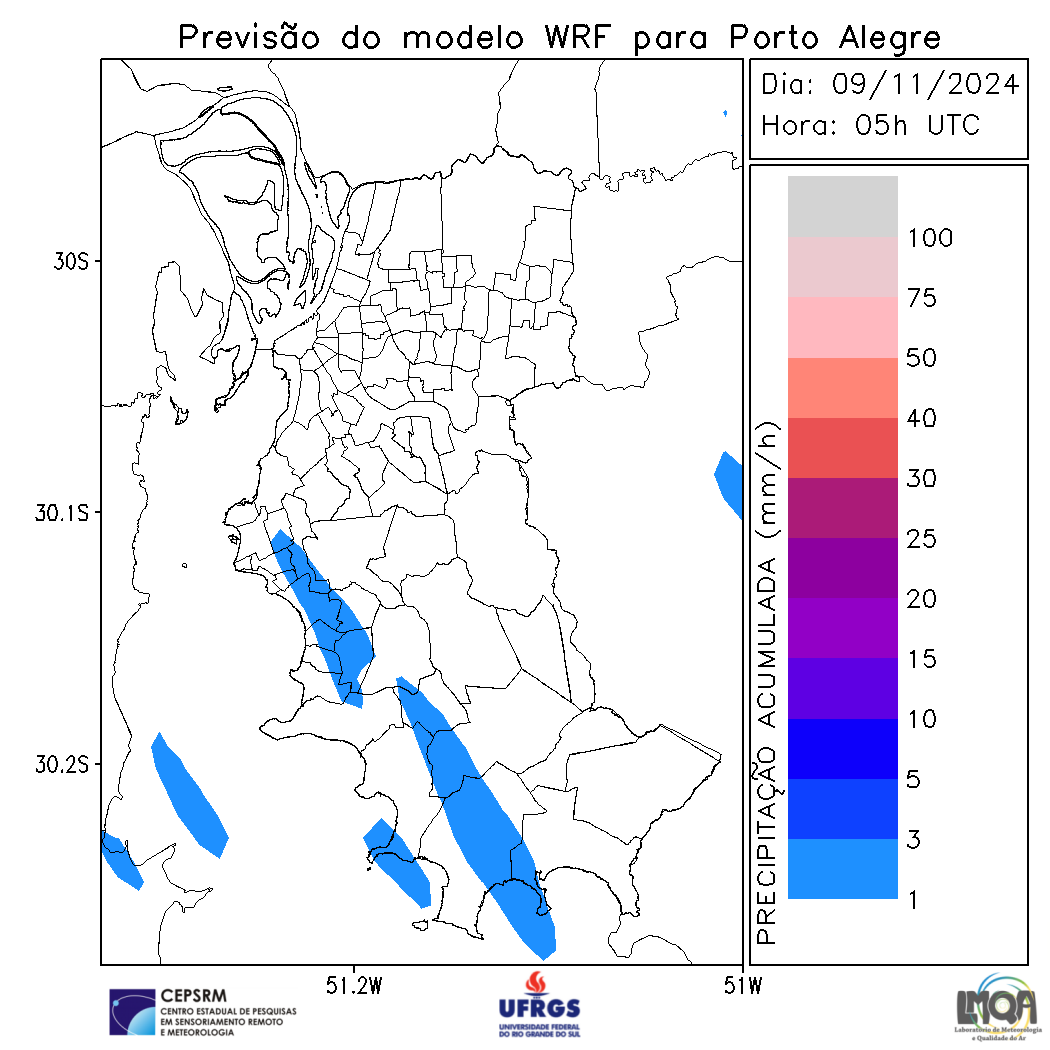 Previsão do modelo WRF para Porto Alegre
Dia: 09/11/2024
Hora: 05h UTC
30S
30.1S
30.2S
51.2W
51W
PRECIPITAÇÃO ACUMULADA (mm/h)
100
75
50
40
30
25
20
15
10
5
3
1
CEPSRM
CENTRO ESTADUAL DE PESQUISAS
EM SENSORIAMENTO REMOTO
E METEOROLOGIA
UFRGS
UNIVERSIDADE FEDERAL
DO RIO GRANDE DO SUL
LMQA
Laboratório de Meteorologia
e Qualidade do Ar